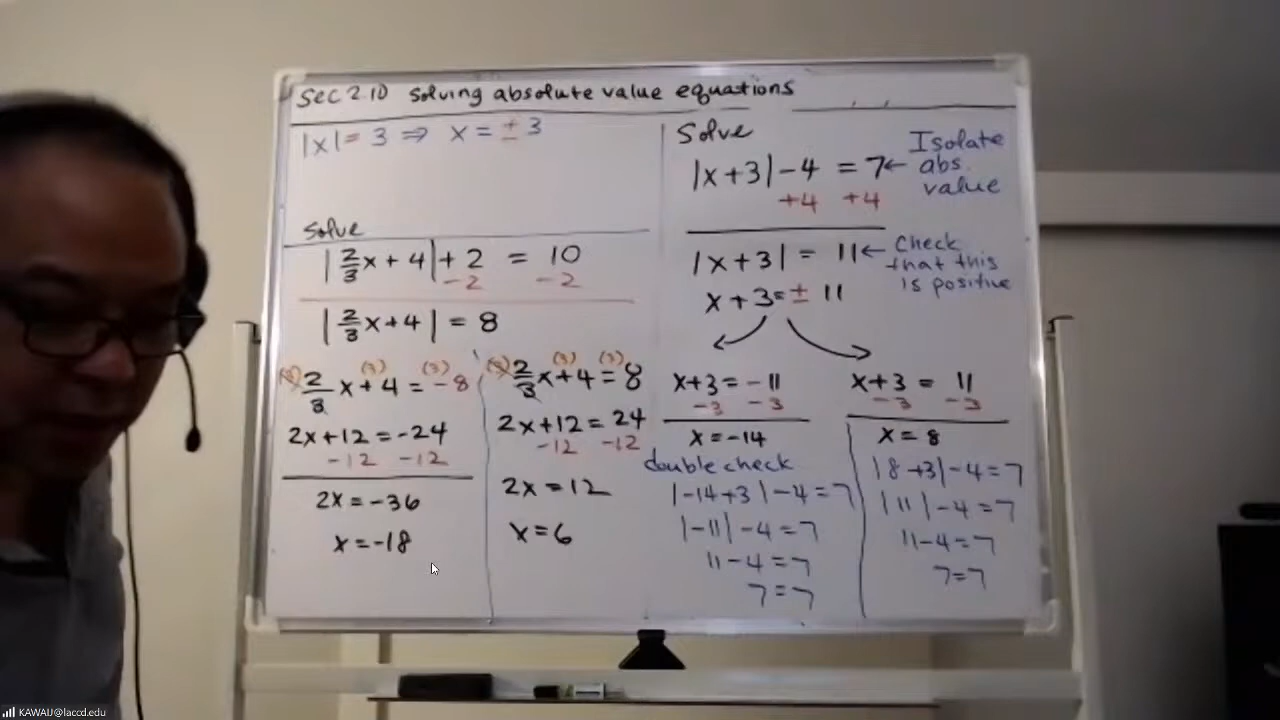 Sec 2.10 Solving absolute value equations
|x| = 3 ⇒ x = ± 3
Solve
|2/3 x + 4| + 2 = 10
-2 -2
|2/3 x + 4| = 8
(3) 2/3 x + 4 (3) = -8 (3)
2x + 12 = -24
-12 -12
2x = -36
x = -18
(3) 2/3 x + 4 (3) = 8 (3)
2x + 12 = 24
-12 -12
2x = 12
x = 6
Solve
|x + 3| - 4 = 7 ← Isolate
abs.
value
+4 +4
|x + 3| = 11 ← Check
that this
is positive
x + 3 = ± 11
x + 3 = - 11
-3 -3
x = -14
double check
|-14 + 3| - 4 = 7
|-11| - 4 = 7
11 - 4 = 7
7 = 7
x + 3 = 11
-3 -3
x = 8
|8 + 3| - 4 = 7
|11| - 4 = 7
11 - 4 = 7
7 = 7
KAWAIJ@laccd.edu